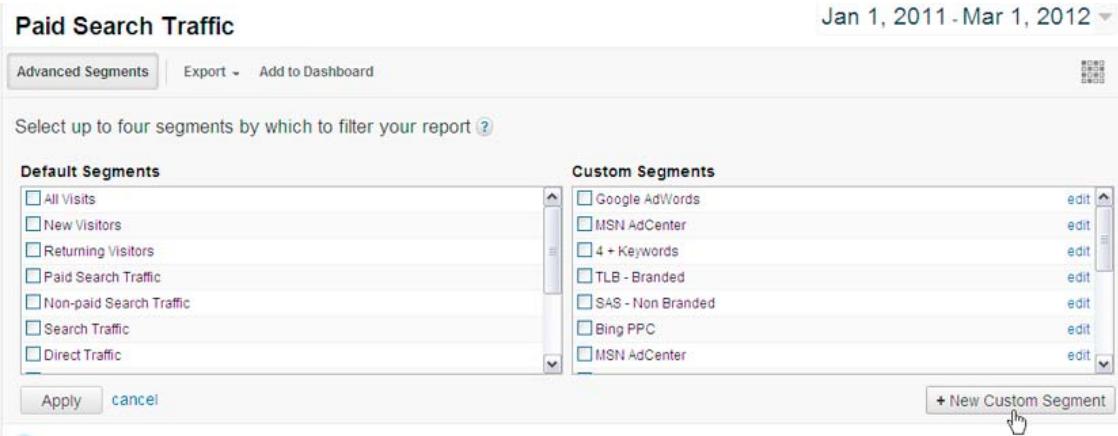 Paid Search Traffic
Jan 1, 2011 - Mar 1, 2012
Advanced Segments Export Add to Dashboard
Select up to four segments by which to filter your report ?
Default Segments
All Visits
New Visitors
Returning Visitors
Paid Search Traffic
Non-paid Search Traffic
Search Traffic
Direct Traffic
Custom Segments
Google AdWords edit
MSN AdCenter edit
4 + Keywords edit
TLB - Branded edit
SAS - Non Branded edit
Bing PPC edit
MSN AdCenter edit
Apply cancel
+ New Custom Segment